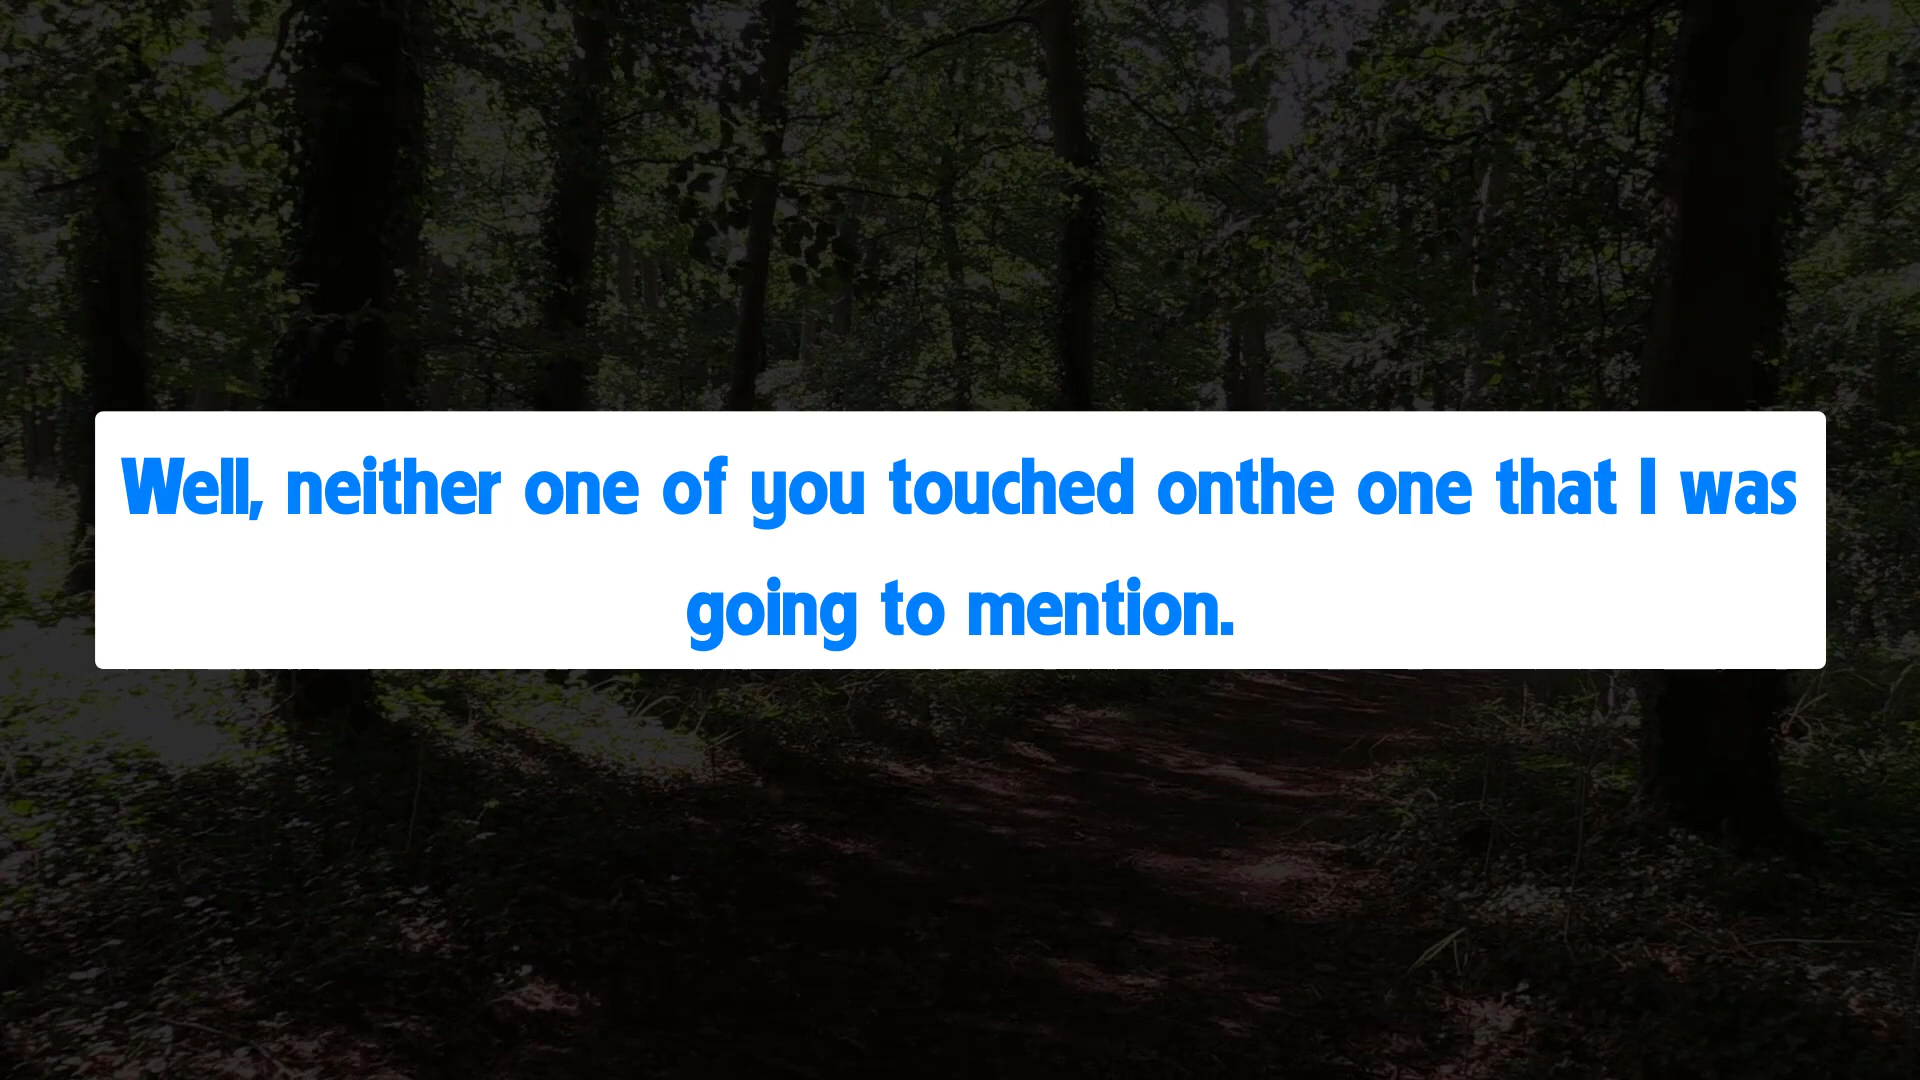 Well, neither one of you touched onthe one that I was
going to mention.